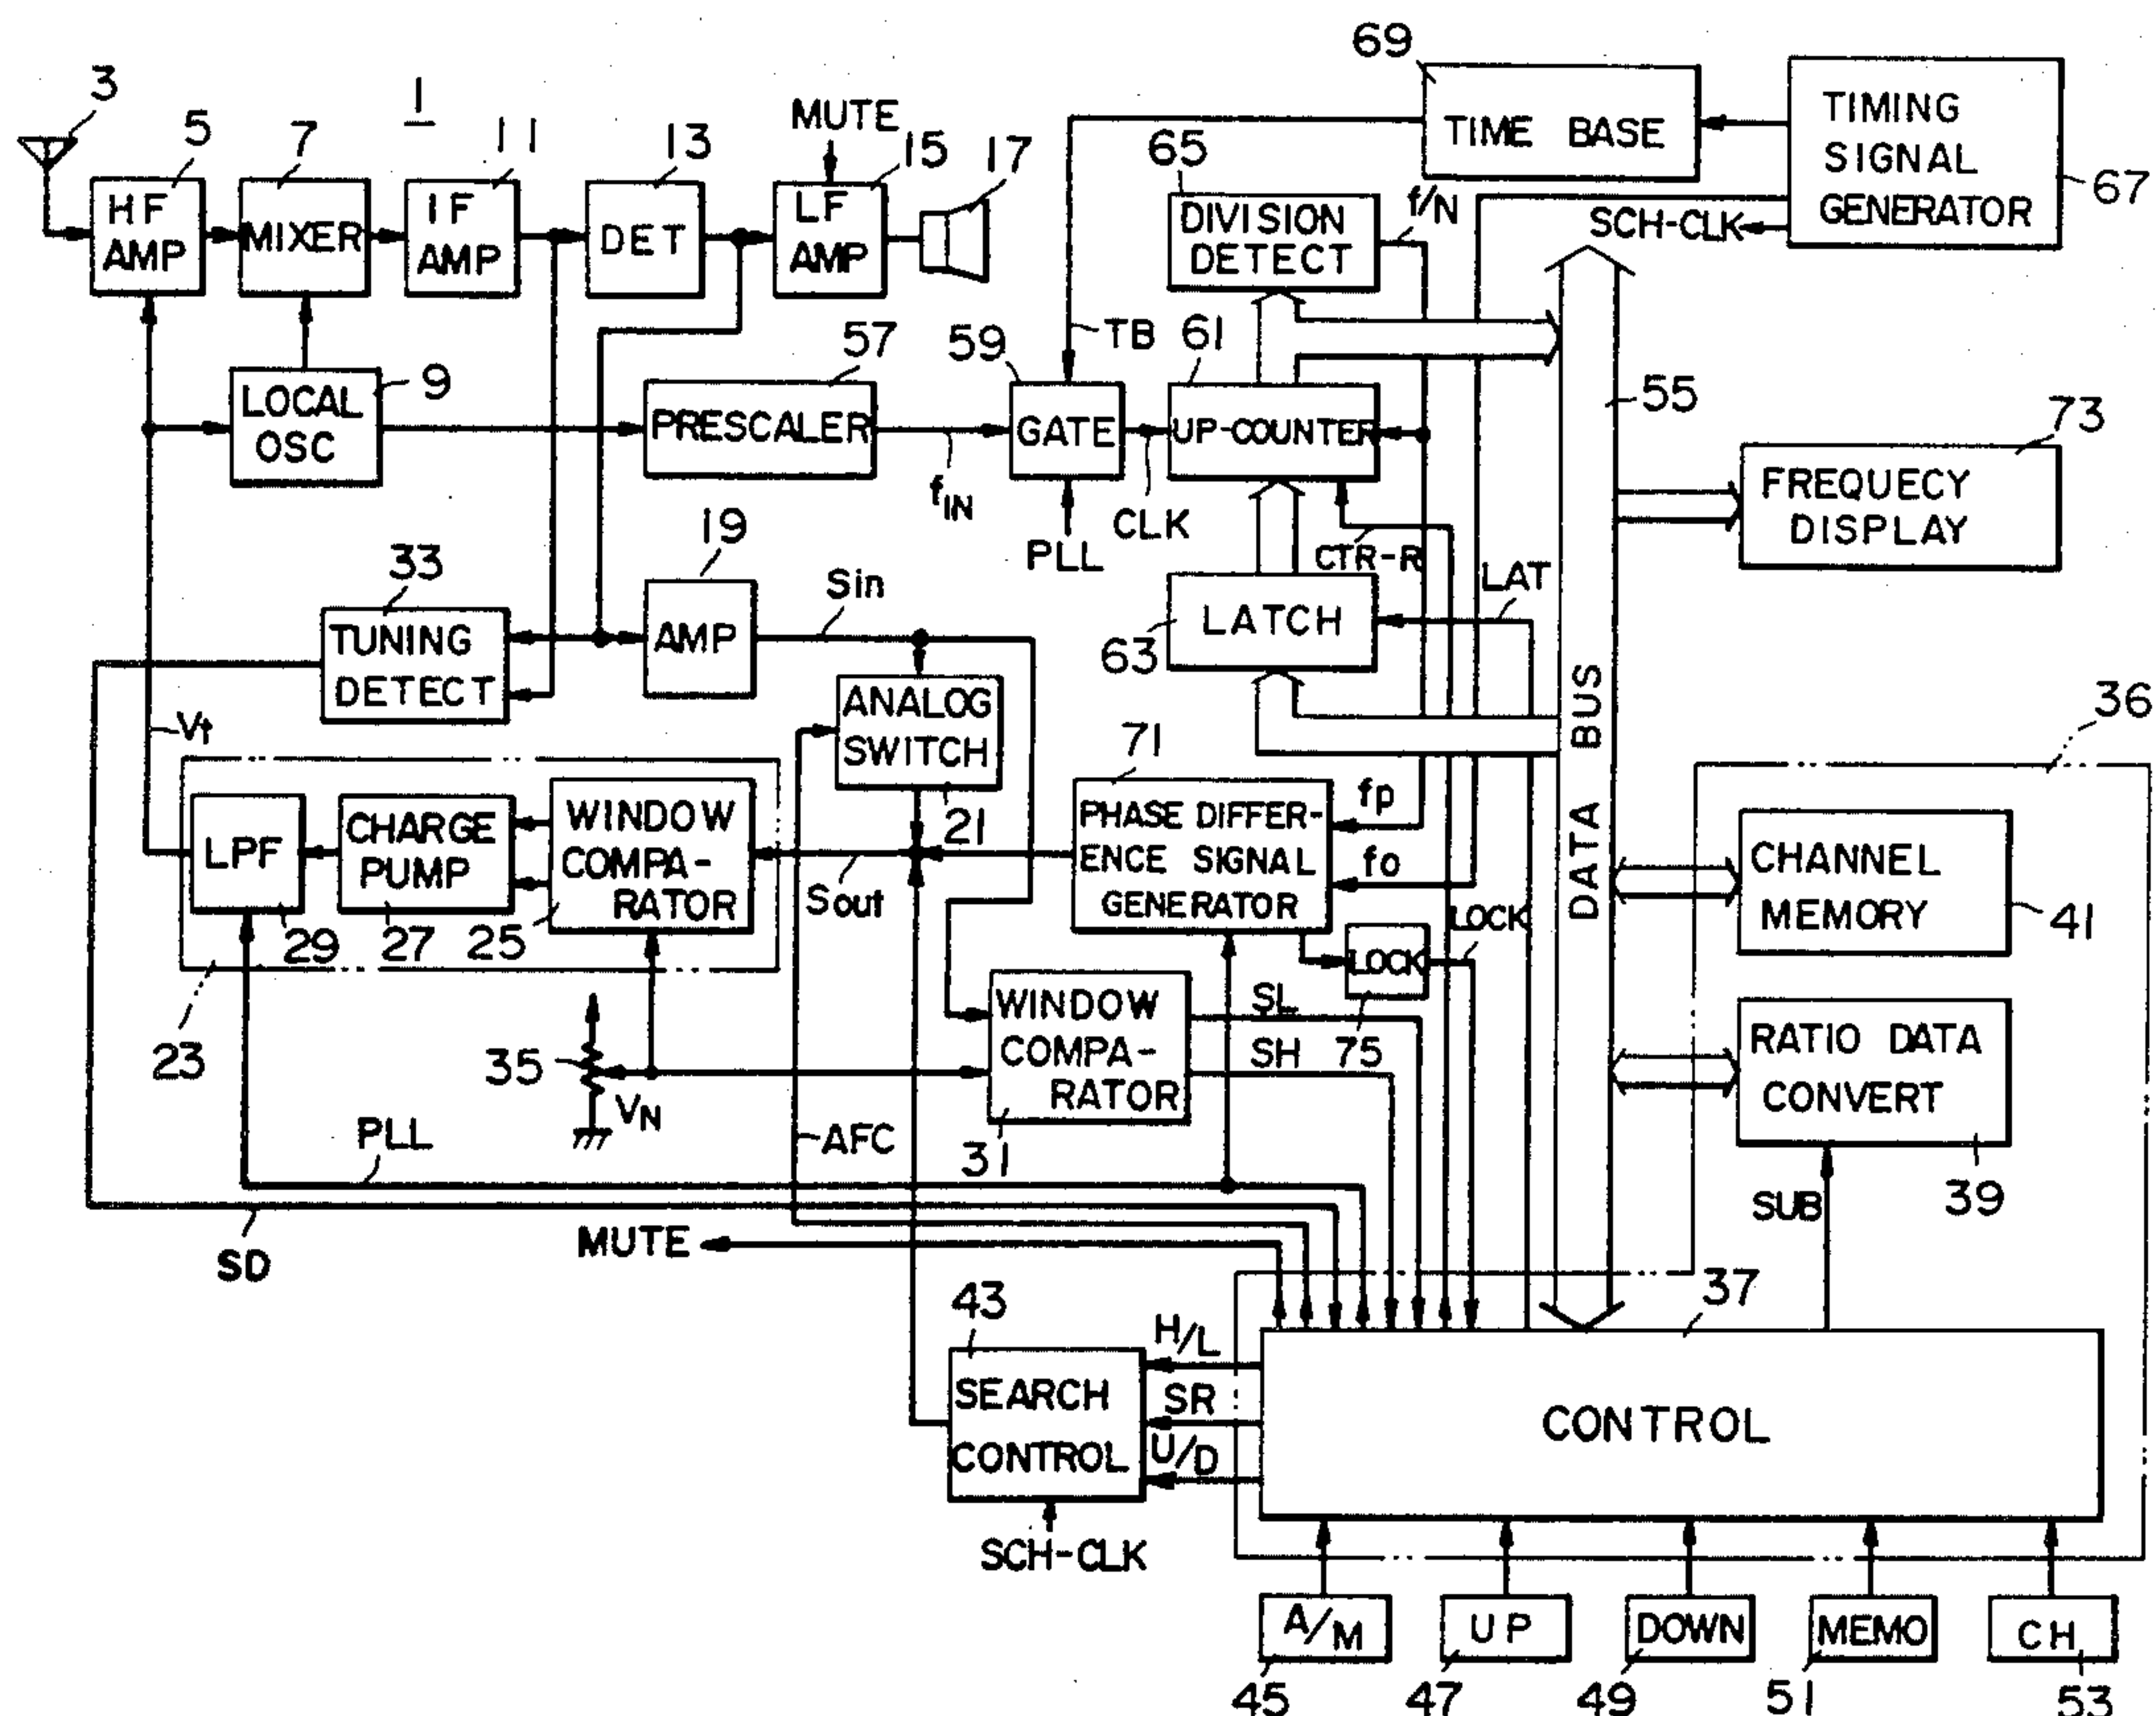 3
1
5
7
11
13
MUTE
15
17
69
65
67
HF
AMP
MIXER
IF
AMP
DET
LF
AMP
TIME BASE
TIMING
SIGNAL
GENERATOR
DIVISION
DETECT
f/N
SCH-CLK
LOCAL
OSC
9
57
PRESCALER
fIN
59
TB
GATE
PLL
61
UP-COUNTER
CLK
CTR-R
55
73
FREQUECY
DISPLAY
33
TUNING
DETECT
19
AMP
Sin
LATCH
63
LAT
DATA BUS
36
Vt
ANALOG
SWITCH
21
71
PHASE DIFFER-
ENCE SIGNAL
GENERATOR
fp
fo
LPF
29
CHARGE
PUMP
27
WINDOW
COMPA-
RATOR
25
Sout
CHANNEL
MEMORY
41
LOCK
LOCK
75
23
35
VN
WINDOW
COMPA-
RATOR
31
SL
SH
RATIO DATA
CONVERT
39
PLL
AFC
SUB
SD
MUTE
43
SEARCH
CONTROL
H/L
SR
U/D
SCH-CLK
37
CONTROL
A/M
UP
DOWN
MEMO
CH
45
47
49
51
53